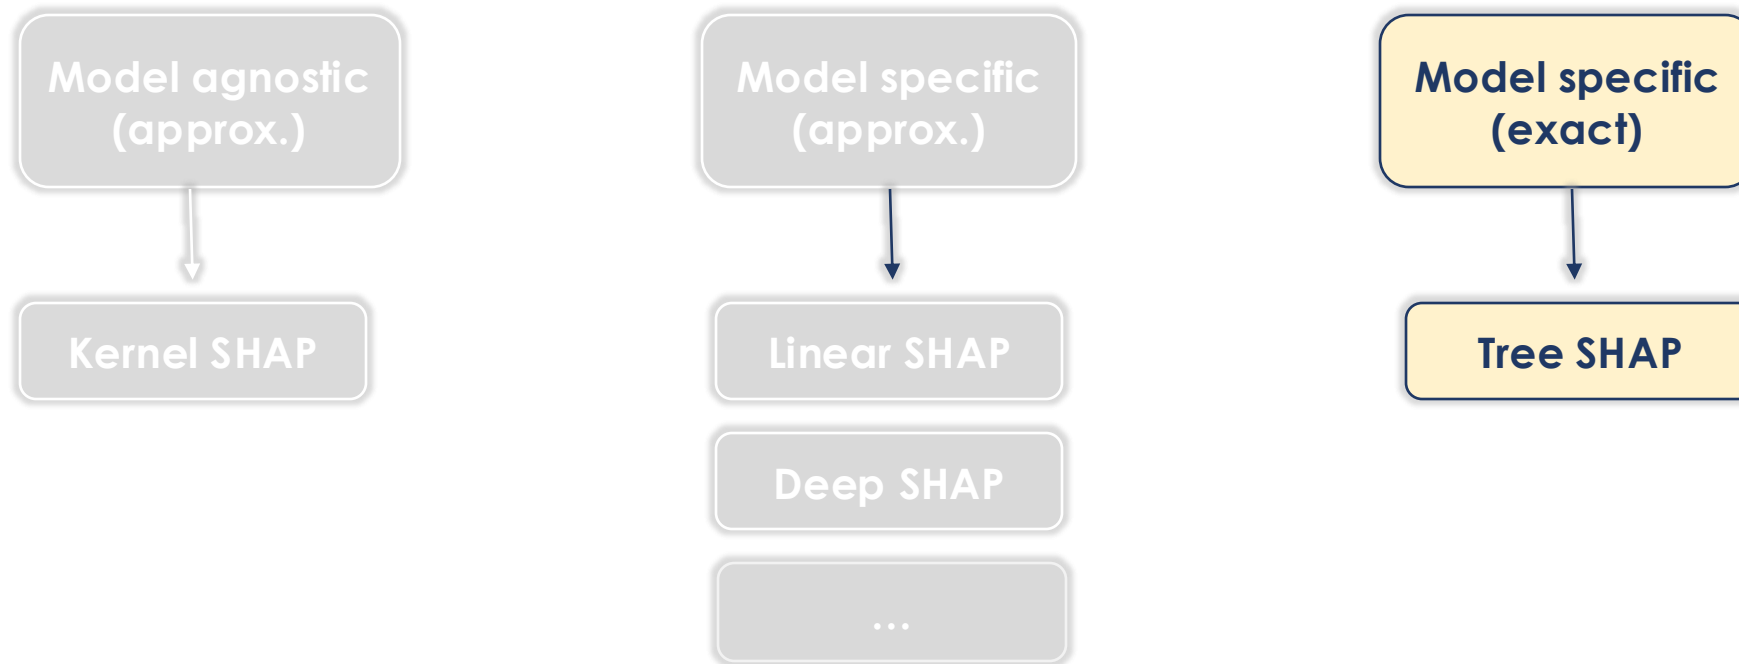 Model agnostic
(approx.)
Kernel SHAP
Model specific
(approx.)
Linear SHAP
Deep SHAP
...
Model specific
(exact)
Tree SHAP